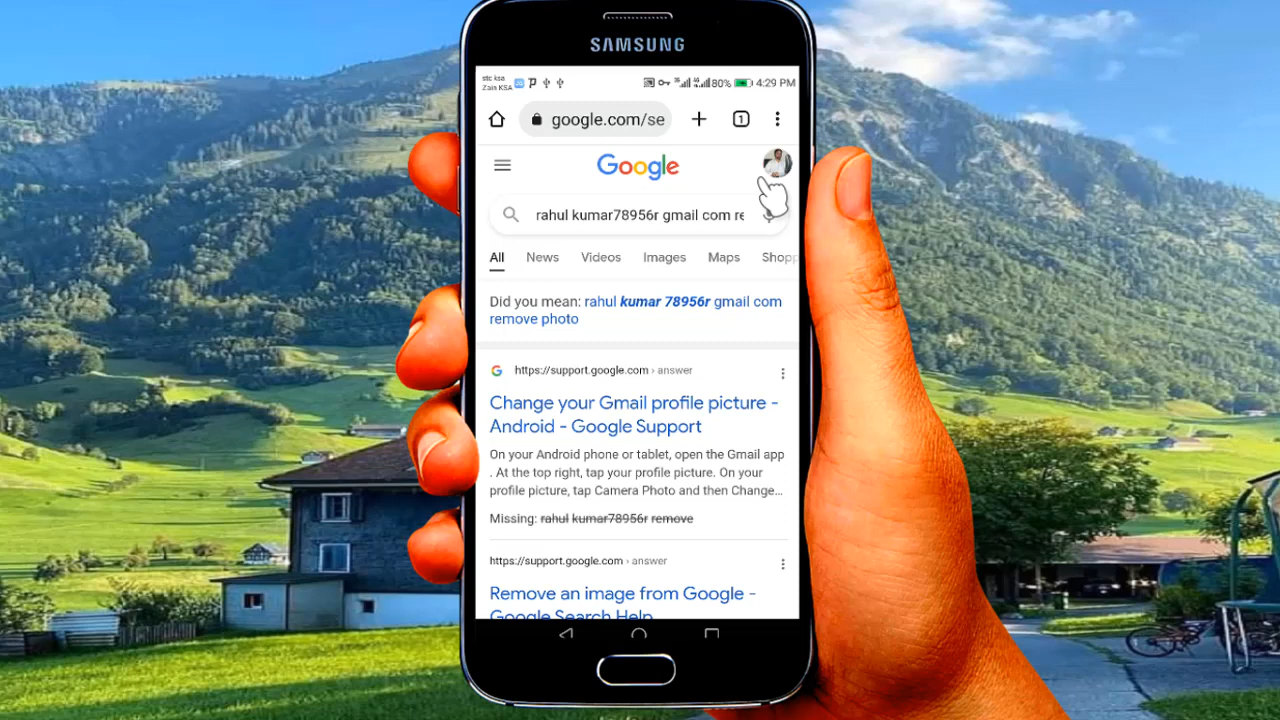 SAMSUNG
stc ksa
Zain KSA
80% 4:29 PM
google.com/se
1
Google
rahul kumar78956r gmail com re
All News Videos Images Maps Shopp
Did you mean: rahul kumar 78956r gmail com
remove photo
https://support.google.com › answer
Change your Gmail profile picture -
Android - Google Support
On your Android phone or tablet, open the Gmail app
. At the top right, tap your profile picture. On your
profile picture, tap Camera Photo and then Change...
Missing: rahul kumar78956r remove
https://support.google.com › answer
Remove an image from Google -
Google Search Help